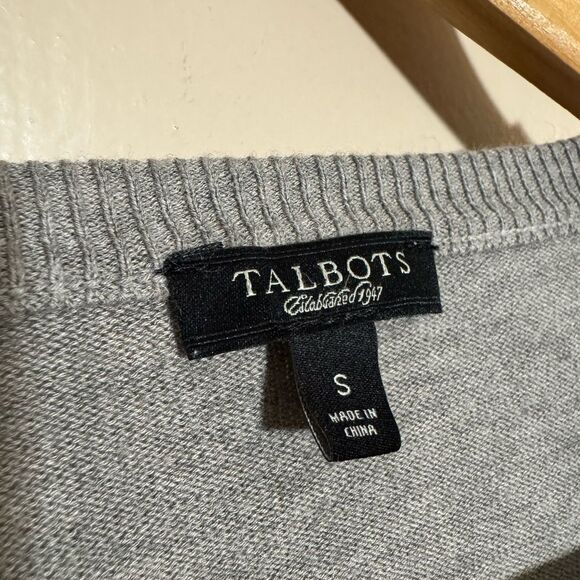 TALBOTS
Established 1947
S
MADE IN
CHINA